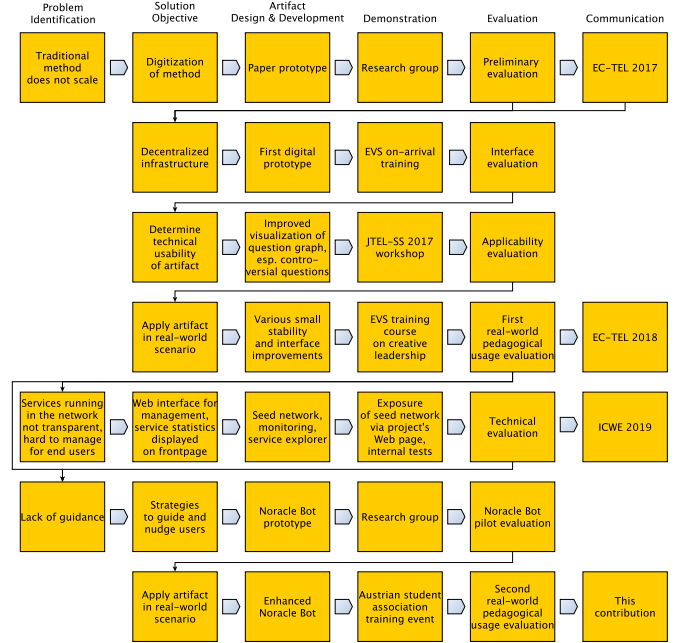 Problem
Identification
Solution
Objective
Artifact
Design & Development
Demonstration
Evaluation
Communication
Traditional
method
does not scale
Digitization
of method
Paper prototype
Research group
Preliminary
evaluation
EC-TEL 2017
Decentralized
infrastructure
First digital
prototype
EVS on-arrival
training
Interface
evaluation
Determine
technical
usability
of artifact
Improved
visualization of
question graph,
esp. contro-
versial questions
JTEL-SS 2017
workshop
Applicability
evaluation
Apply artifact
in real-world
scenario
Various small
stability
and interface
improvements
EVS training
course
on creative
leadership
First
real-world
pedagogical
usage evaluation
EC-TEL 2018
Services running
in the network
not transparent,
hard to manage
for end users
Web interface for
management,
service statistics
displayed
on frontpage
Seed network,
monitoring,
service explorer
Exposure
of seed network
via project's
Web page,
internal tests
Technical
evaluation
ICWE 2019
Lack of guidance
Strategies
to guide and
nudge users
Noracle Bot
prototype
Research group
Noracle Bot
pilot evaluation
Apply artifact
in real-world
scenario
Enhanced
Noracle Bot
Austrian student
association
training event
Second
real-world
pedagogical
usage evaluation
This
contribution